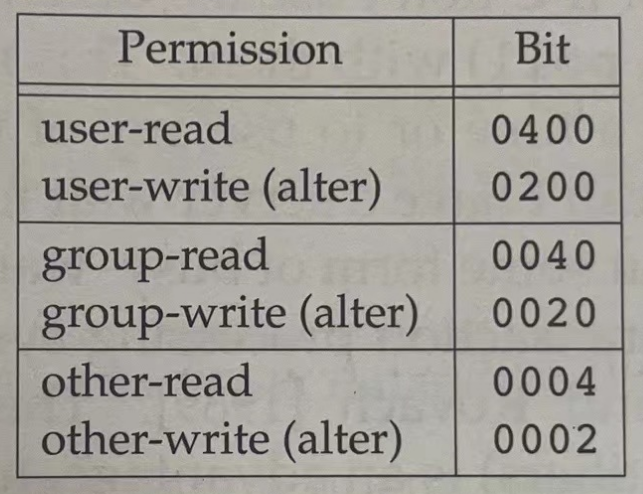 Permission Bit
user-read 0400
user-write (alter) 0200
group-read 0040
group-write (alter) 0020
other-read 0004
other-write (alter) 0002